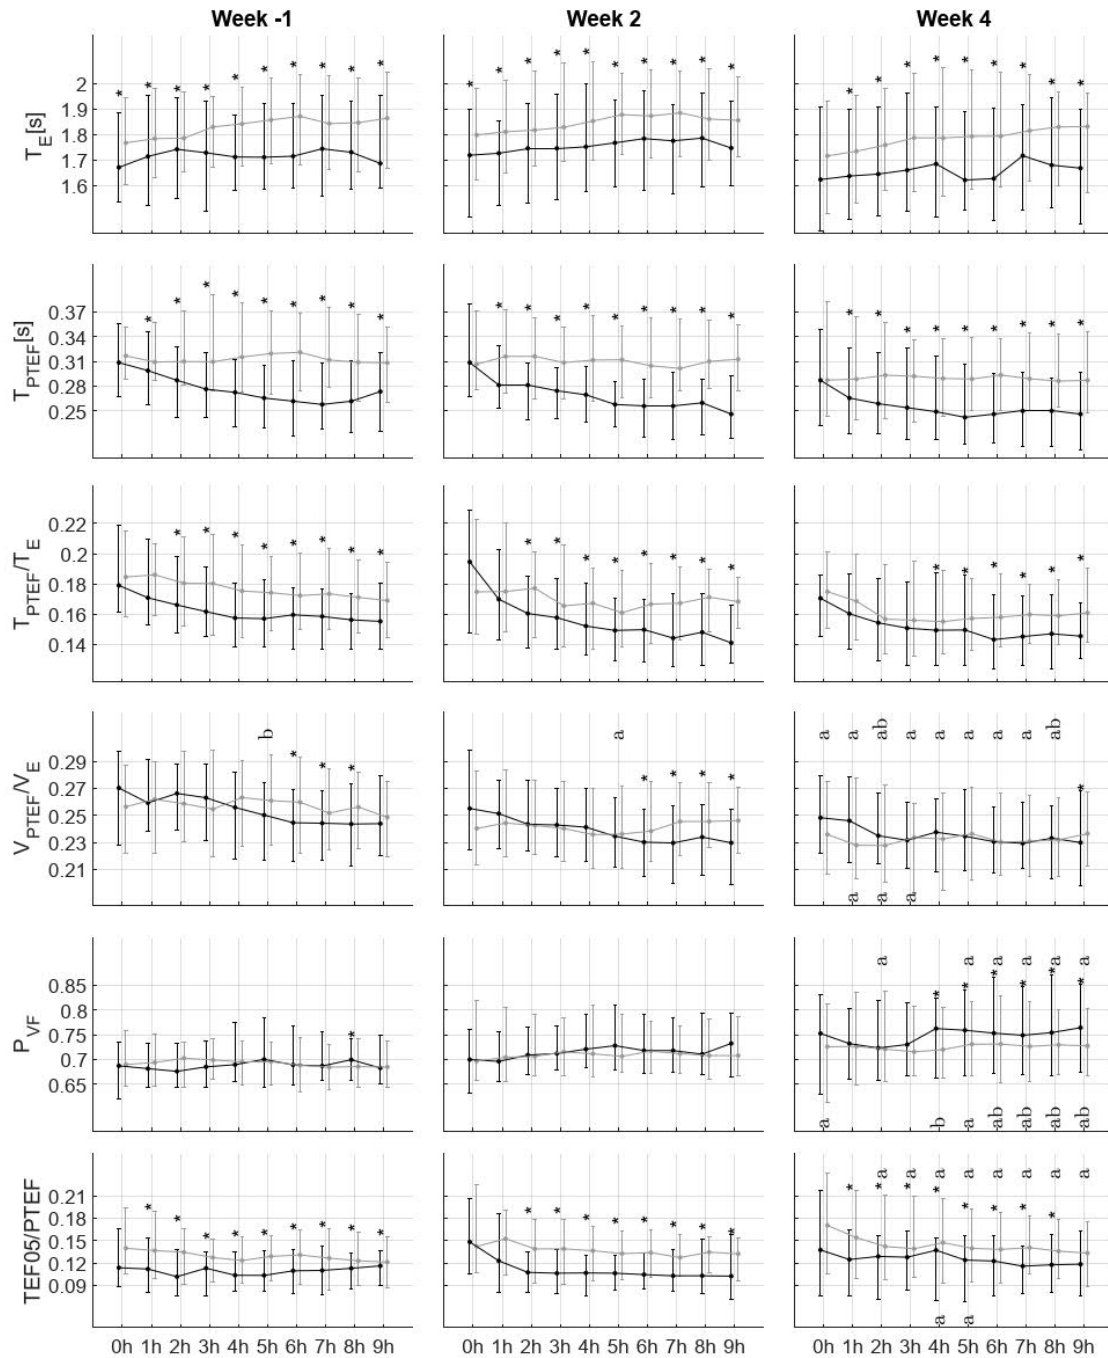 Week -1 Week 2 Week 4
T_E[s]
2
1.9
1.8
1.7
1.6
* * * * * * * * * *
* * * * * * * * * *
* * * * * * * * *
T_PTEF[s]
0.37
0.34
0.31
0.28
0.25
* * * * * * * * *
* * * * * * * * *
* * * * * * * * *
T_PTEF/T_E
0.22
0.2
0.18
0.16
0.14
* * * * * * * *
* * * * * * * *
* * * * * *
V_PTEF/V_E
0.29
0.27
0.25
0.23
0.21
b * * *
a * * * *
a a ab a a a a a ab
*
a a a
P_VF
0.85
0.8
0.75
0.7
0.65
*
a a a a a
* * * * * *
a b a ab ab ab ab
TEF05/PTEF
0.21
0.18
0.15
0.12
0.09
* * * * * * * * *
* * * * * * * *
a a a a a a a a
* * * * * * * *
a a
0h 1h 2h 3h 4h 5h 6h 7h 8h 9h 0h 1h 2h 3h 4h 5h 6h 7h 8h 9h 0h 1h 2h 3h 4h 5h 6h 7h 8h 9h